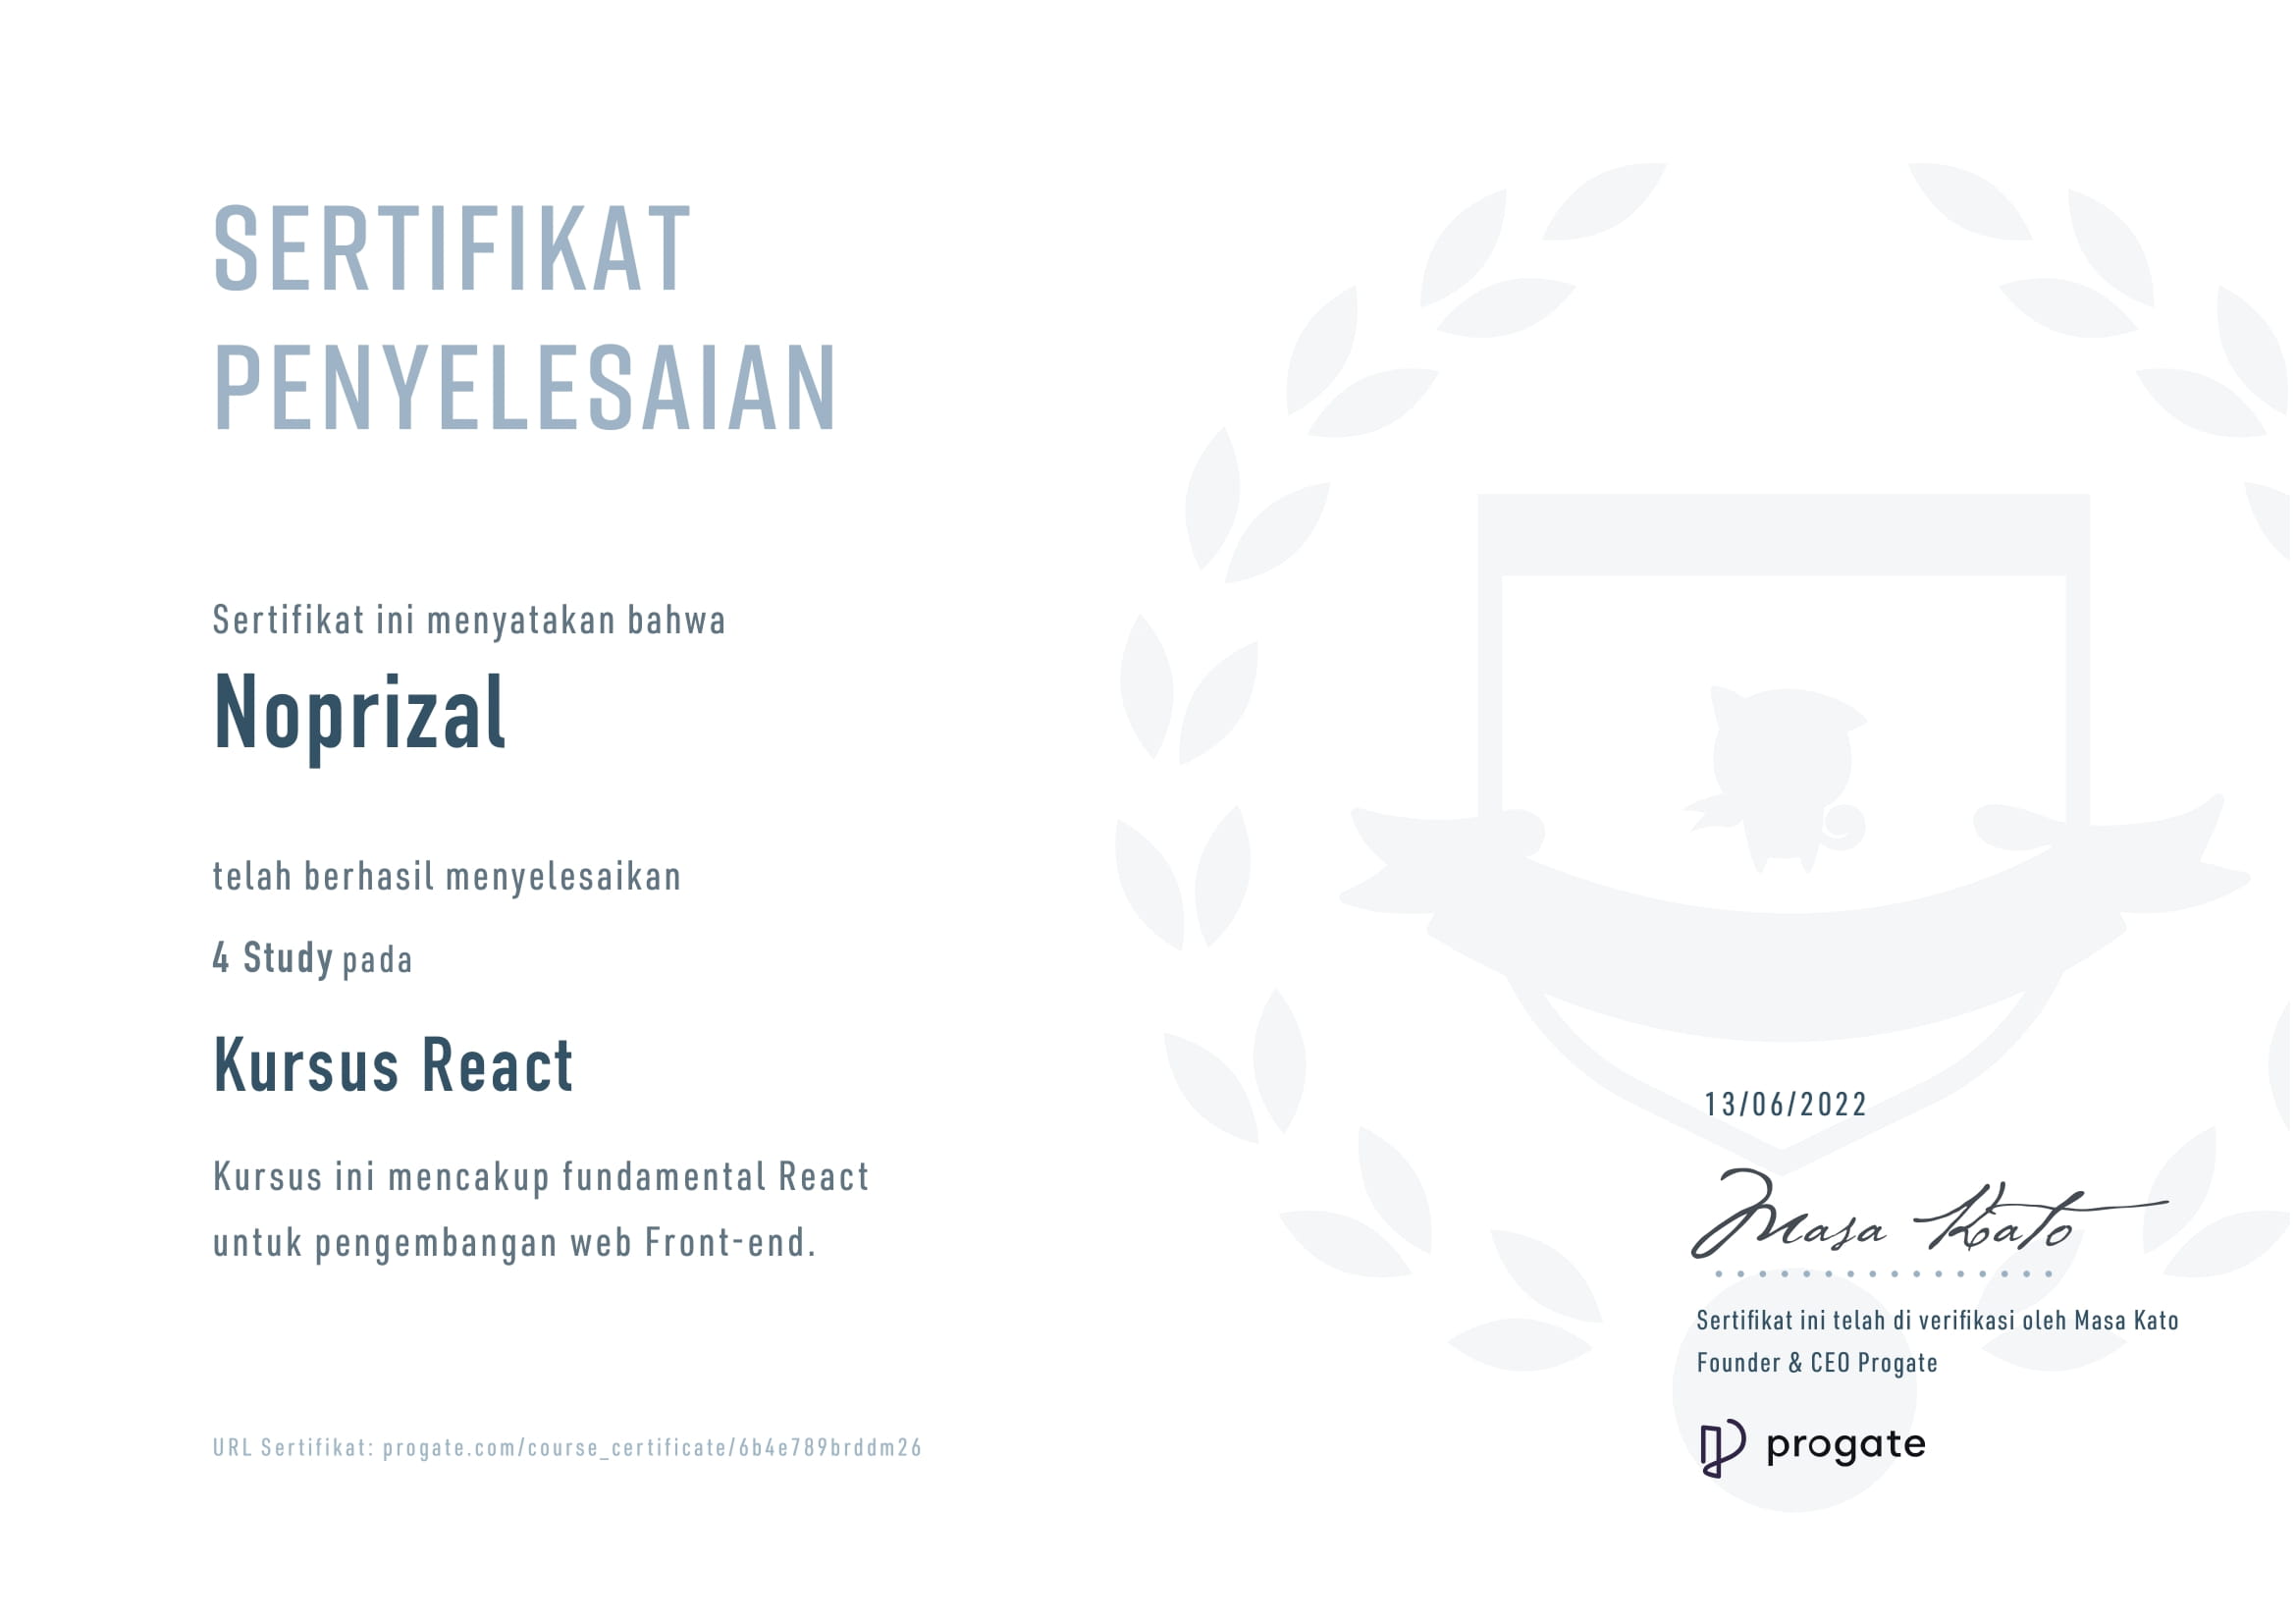 SERTIFIKAT
PENYELESAIAN
Sertifikat ini menyatakan bahwa
Noprizal
telah berhasil menyelesaikan
4 Study pada
Kursus React
Kursus ini mencakup fundamental React
untuk pengembangan web Front-end.
URL Sertifikat: progate.com/course_certificate/6b4e789brddm26
13/06/2022
Masa Kato
Sertifikat ini telah di verifikasi oleh Masa Kato
Founder & CEO Progate
progate